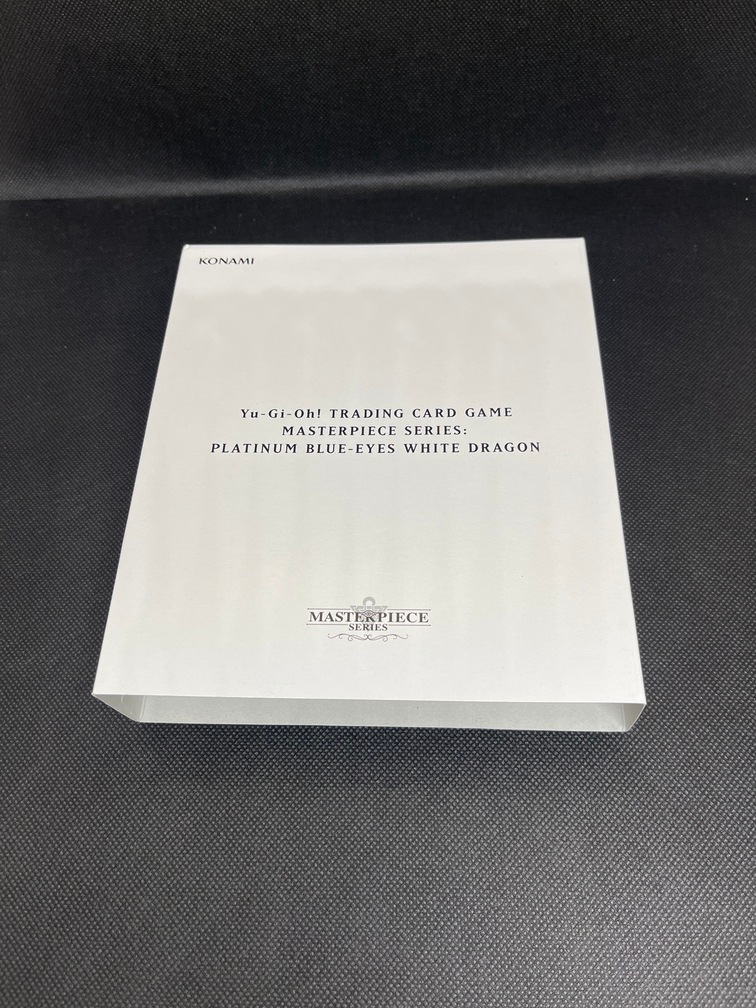 KONAMI
Yu-Gi-Oh! TRADING CARD GAME
MASTERPIECE SERIES:
PLATINUM BLUE-EYES WHITE DRAGON
MASTERPIECE
SERIES